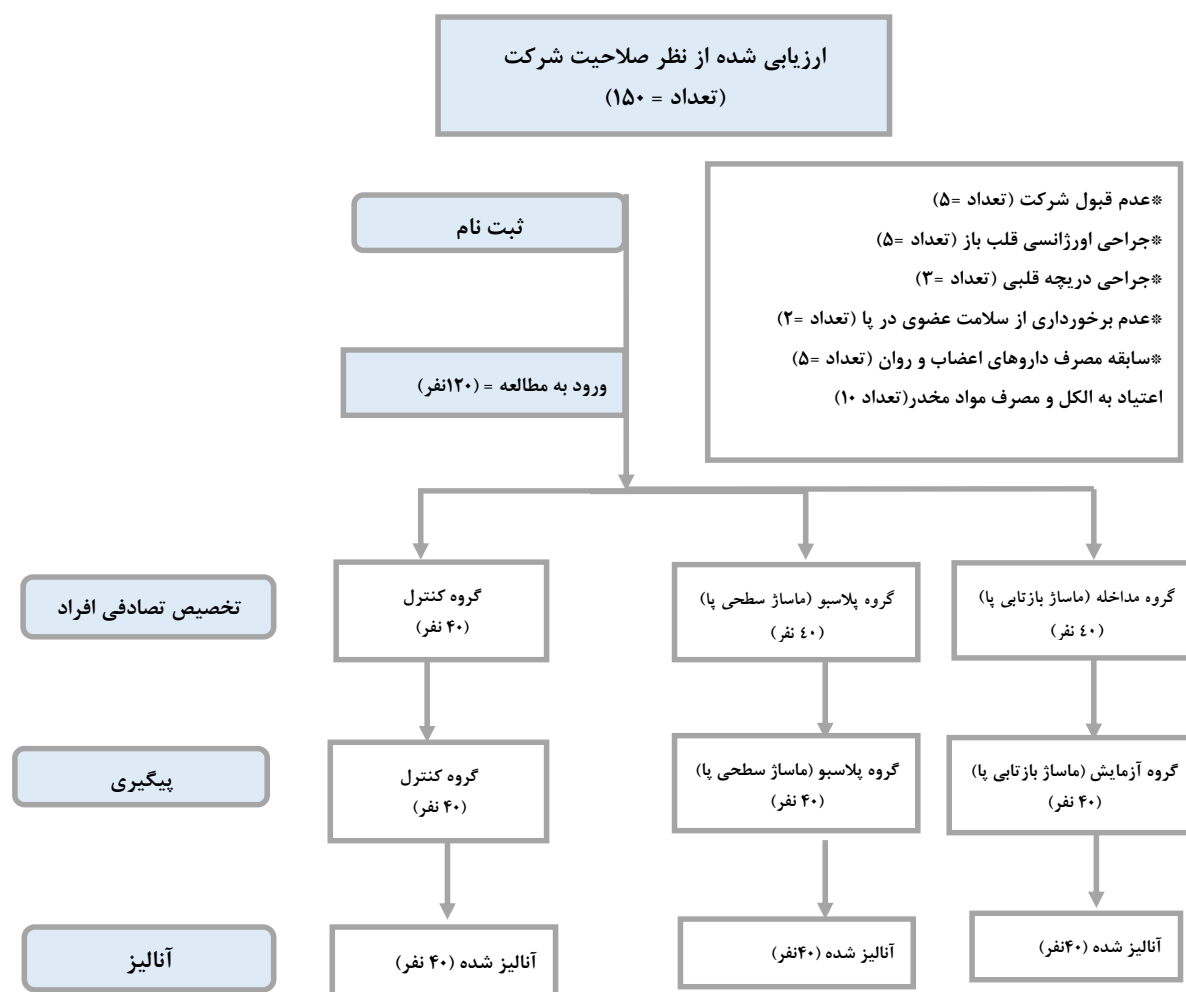 ارزیابی شده از نظر صلاحیت شرکت
(تعداد = ۱۵۰)
*عدم قبول شرکت (تعداد =۵)
*جراحی اورژانسی قلب باز (تعداد =۵)
*جراحی دریچه قلبی (تعداد =۳)
*عدم برخورداری از سلامت عضوی در پا (تعداد =۲)
*سابقه مصرف داروهای اعضاب و روان (تعداد =۵)
اعتیاد به الکل و مصرف مواد مخدر(تعداد ۱۰)
ثبت نام
ورود به مطالعه = (۱۲۰نفر)
گروه مداخله (ماساژ بازتابی پا)
(٤٠ نفر)
گروه پلاسبو (ماساژ سطحی پا)
(٤٠ نفر)
گروه کنترل
(۴۰ نفر)
تخصیص تصادفی افراد
گروه آزمایش (ماساژ بازتابی پا)
(۴۰ نفر)
گروه پلاسبو (ماساژ سطحی پا)
(۴۰ نفر)
گروه کنترل
(۴۰ نفر)
پیگیری
آنالیز شده (۴۰نفر)
آنالیز شده (۴۰نفر)
آنالیز شده (۴۰ نفر)
آنالیز